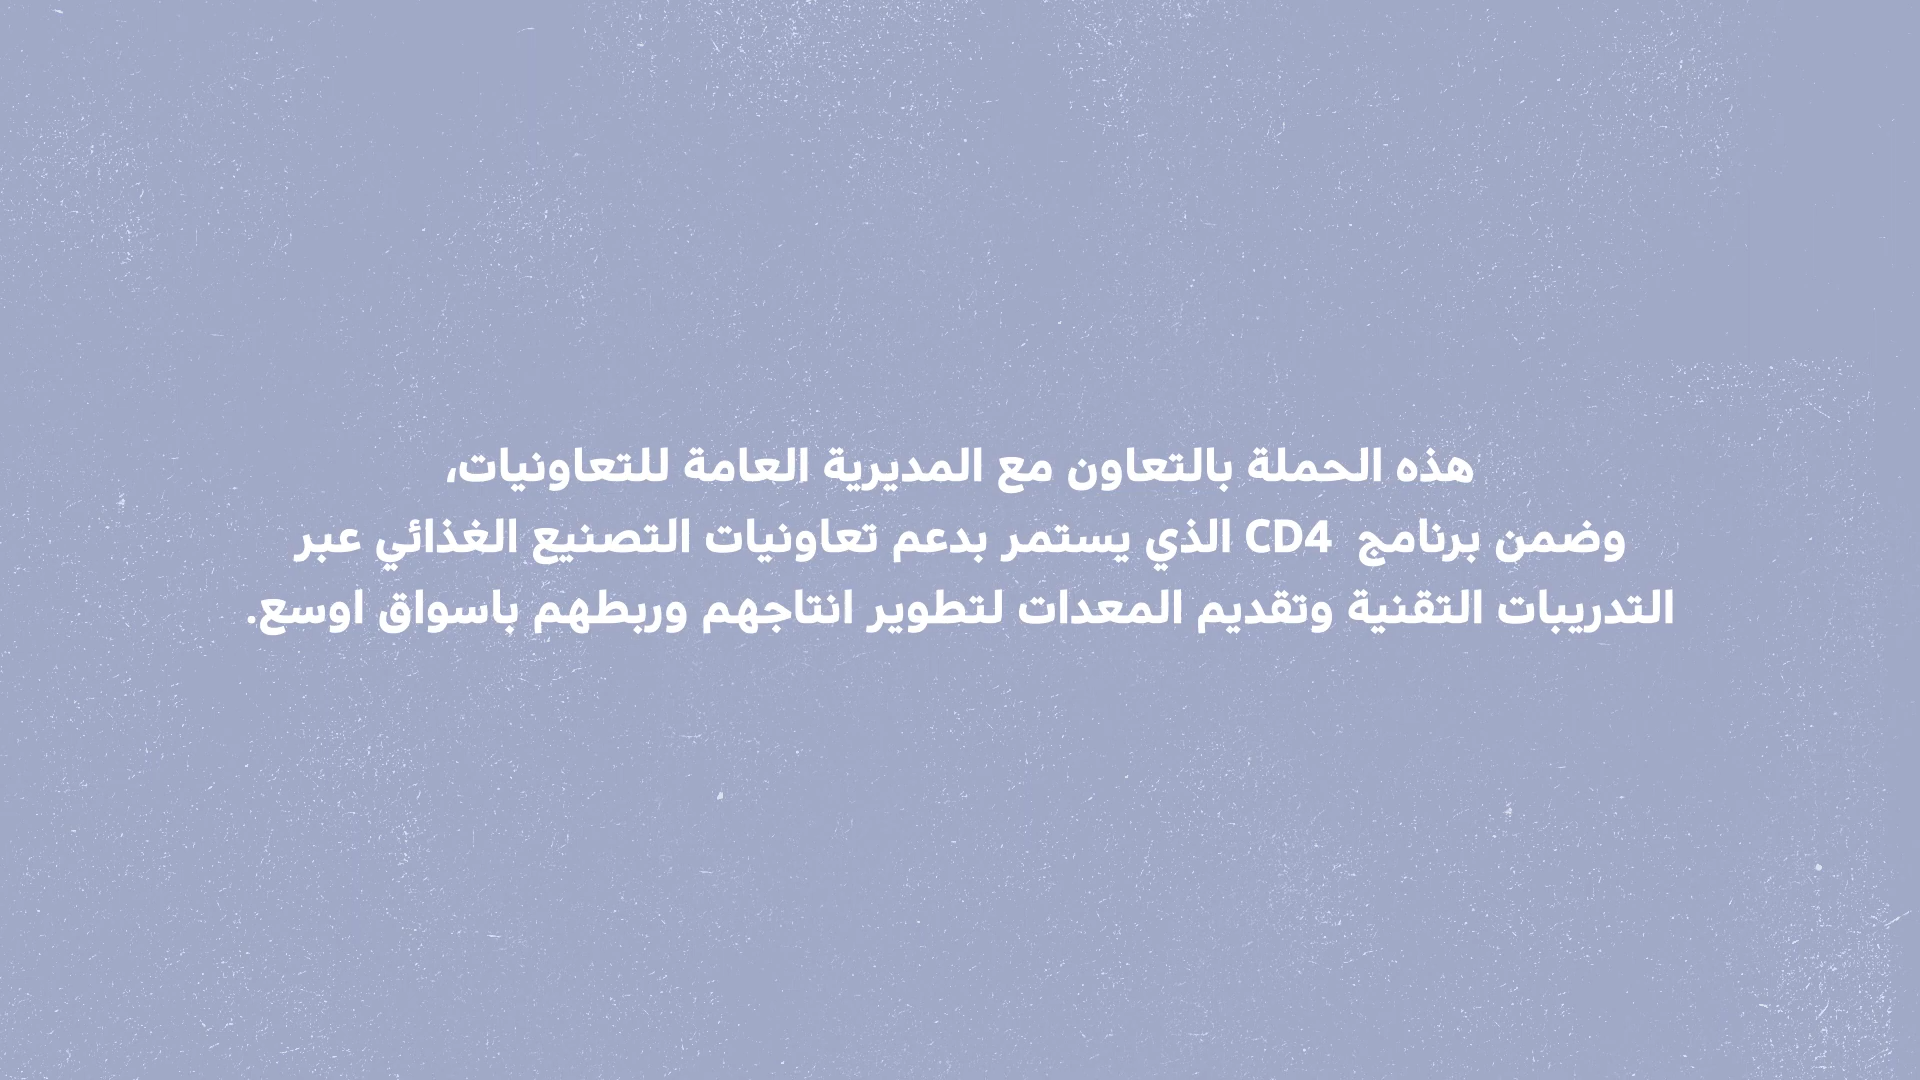 هذه الحملة بالتعاون مع المديرية العامة للتعاونيات،
وضمن برنامج CD4 الذي يستمر بدعم تعاونيات التصنيع الغذائي عبر
التدريبات التقنية وتقديم المعدات لتطوير انتاجهم وربطهم باسواق اوسع.